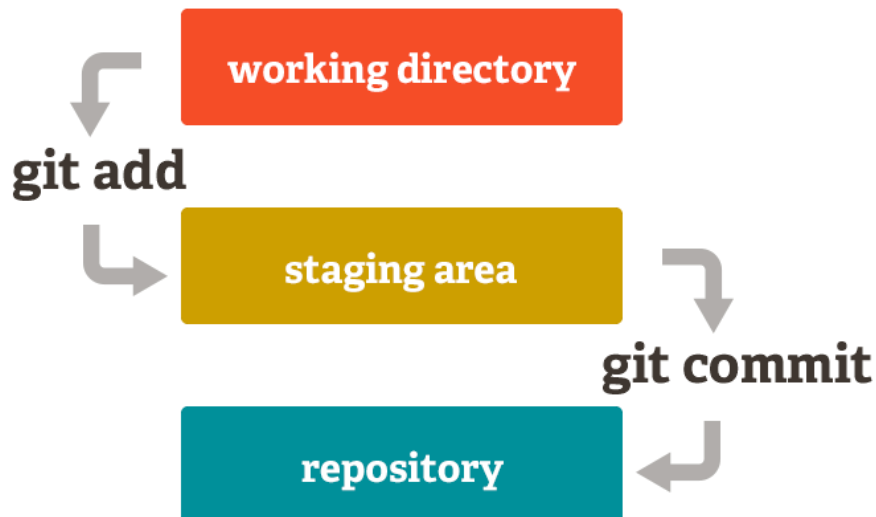 working directory
git add
staging area
git commit
repository